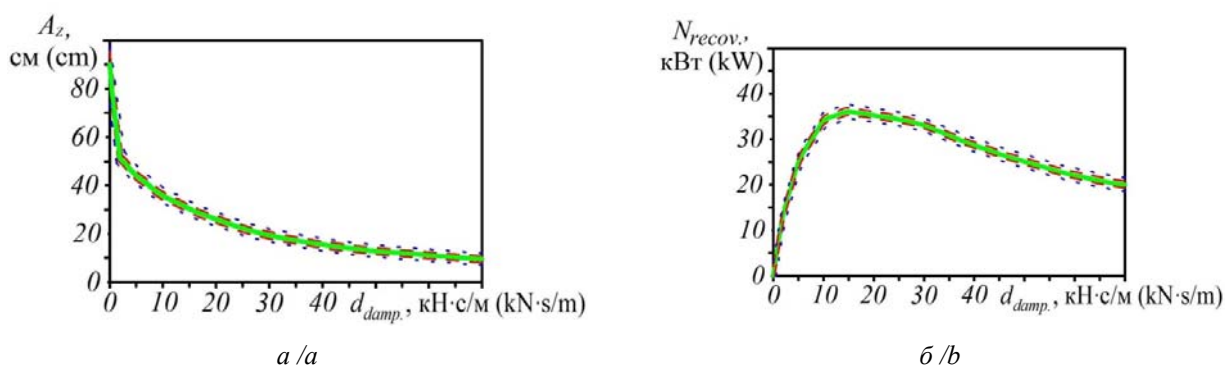 A_z,
см (cm)
80
60
40
20
0
0 10 20 30 40 d_damp., кН·с/м (kN·s/m)
а /a
N_recov.,
кВт (kW)
40
30
20
10
0
0 10 20 30 40 d_damp., кН·с/м (kN·s/m)
б /b